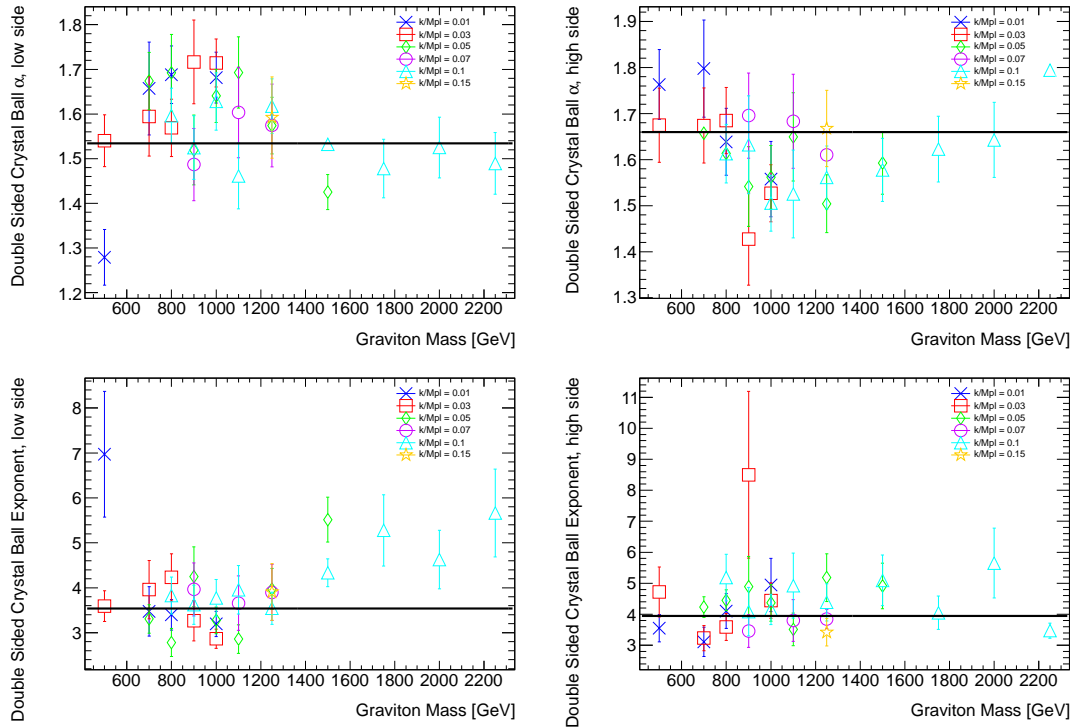 Double Sided Crystal Ball α, low side
1.8
1.7
1.6
1.5
1.4
1.3
1.2
k/Mpl = 0.01
k/Mpl = 0.03
k/Mpl = 0.05
k/Mpl = 0.07
k/Mpl = 0.1
k/Mpl = 0.15
600 800 1000 1200 1400 1600 1800 2000 2200
Graviton Mass [GeV]
Double Sided Crystal Ball α, high side
1.9
1.8
1.7
1.6
1.5
1.4
1.3
k/Mpl = 0.01
k/Mpl = 0.03
k/Mpl = 0.05
k/Mpl = 0.07
k/Mpl = 0.1
k/Mpl = 0.15
600 800 1000 1200 1400 1600 1800 2000 2200
Graviton Mass [GeV]
Double Sided Crystal Ball Exponent, low side
8
7
6
5
4
3
k/Mpl = 0.01
k/Mpl = 0.03
k/Mpl = 0.05
k/Mpl = 0.07
k/Mpl = 0.1
k/Mpl = 0.15
600 800 1000 1200 1400 1600 1800 2000 2200
Graviton Mass [GeV]
Double Sided Crystal Ball Exponent, high side
11
10
9
8
7
6
5
4
3
k/Mpl = 0.01
k/Mpl = 0.03
k/Mpl = 0.05
k/Mpl = 0.07
k/Mpl = 0.1
k/Mpl = 0.15
600 800 1000 1200 1400 1600 1800 2000 2200
Graviton Mass [GeV]